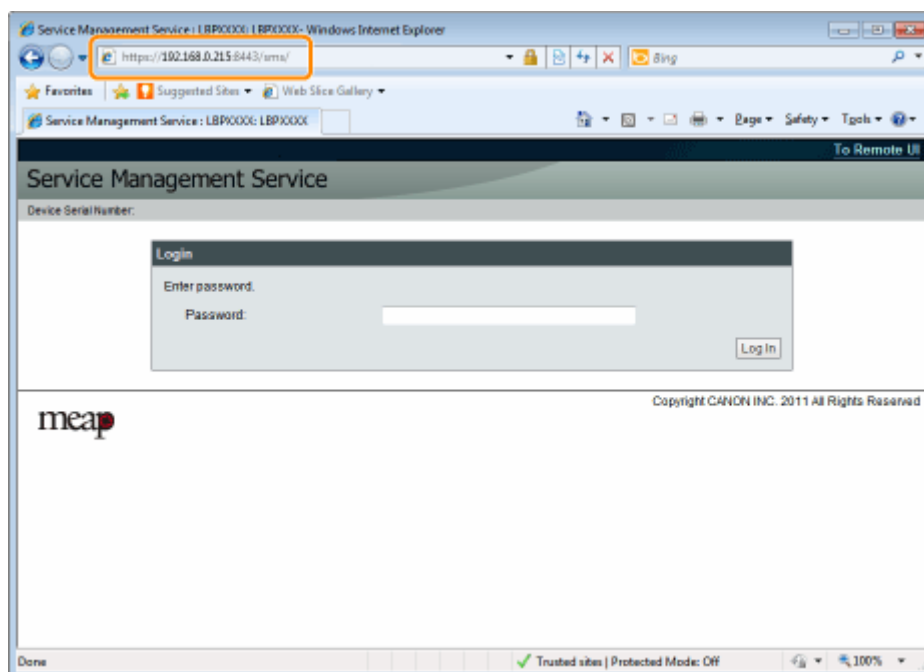 Service Management Service : LBPXXXX: LBPXXXX - Windows Internet Explorer
https://192.168.0.215:8443/sms/
Bing
Favorites Suggested Sites Web Slice Gallery
Service Management Service : LBPXXXX: LBPXXXX Page Safety Tools
To Remote UI
Service Management Service
Device Serial Number:
Login
Enter password.
Password:
Log In
Copyright CANON INC. 2011 All Rights Reserved
meap
Done Trusted sites | Protected Mode: Off 100%